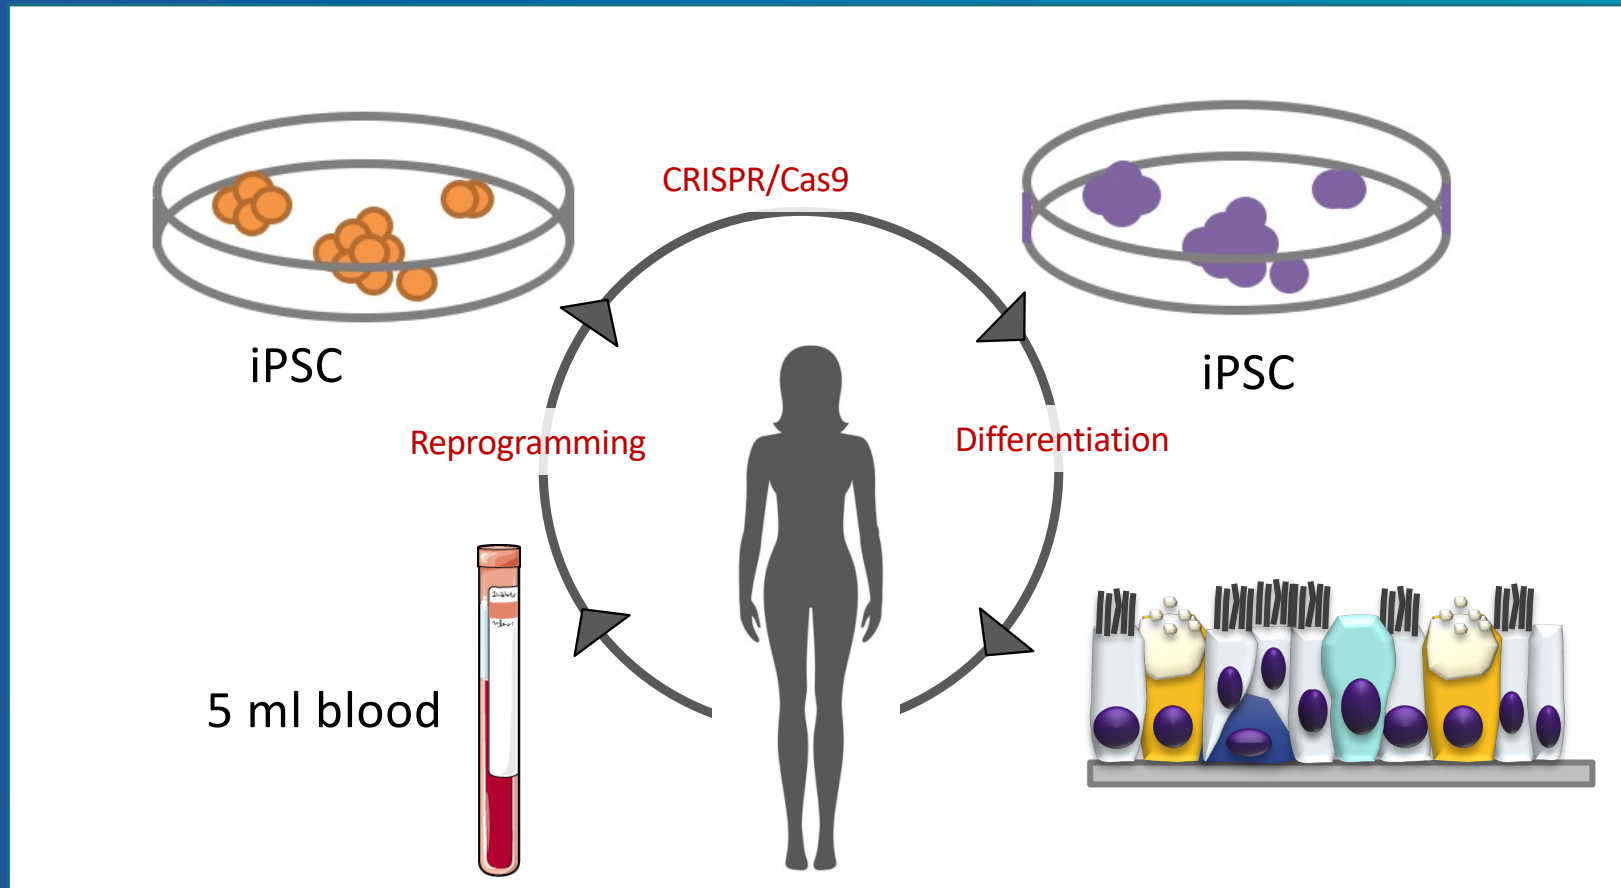 CRISPR/Cas9
iPSC
iPSC
Reprogramming
Differentiation
5 ml blood